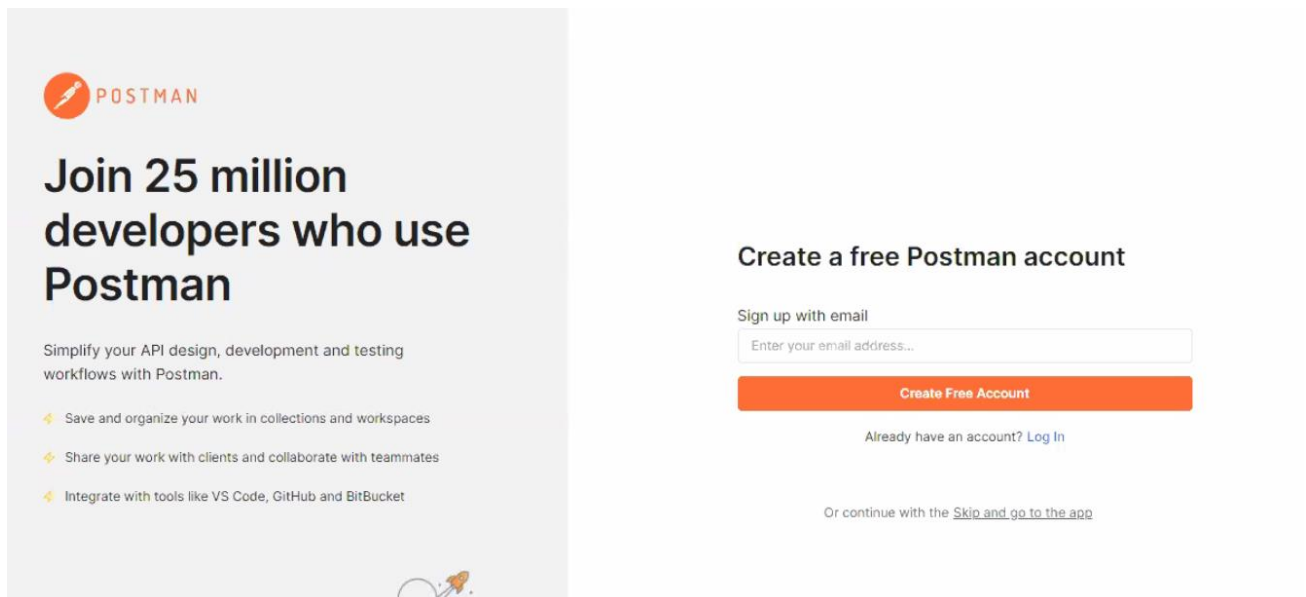 POSTMAN
Join 25 million
developers who use
Postman
Simplify your API design, development and testing
workflows with Postman.
Save and organize your work in collections and workspaces
Share your work with clients and collaborate with teammates
Integrate with tools like VS Code, GitHub and BitBucket
Create a free Postman account
Sign up with email
Enter your email address...
Create Free Account
Already have an account? Log In
Or continue with the Skip and go to the app